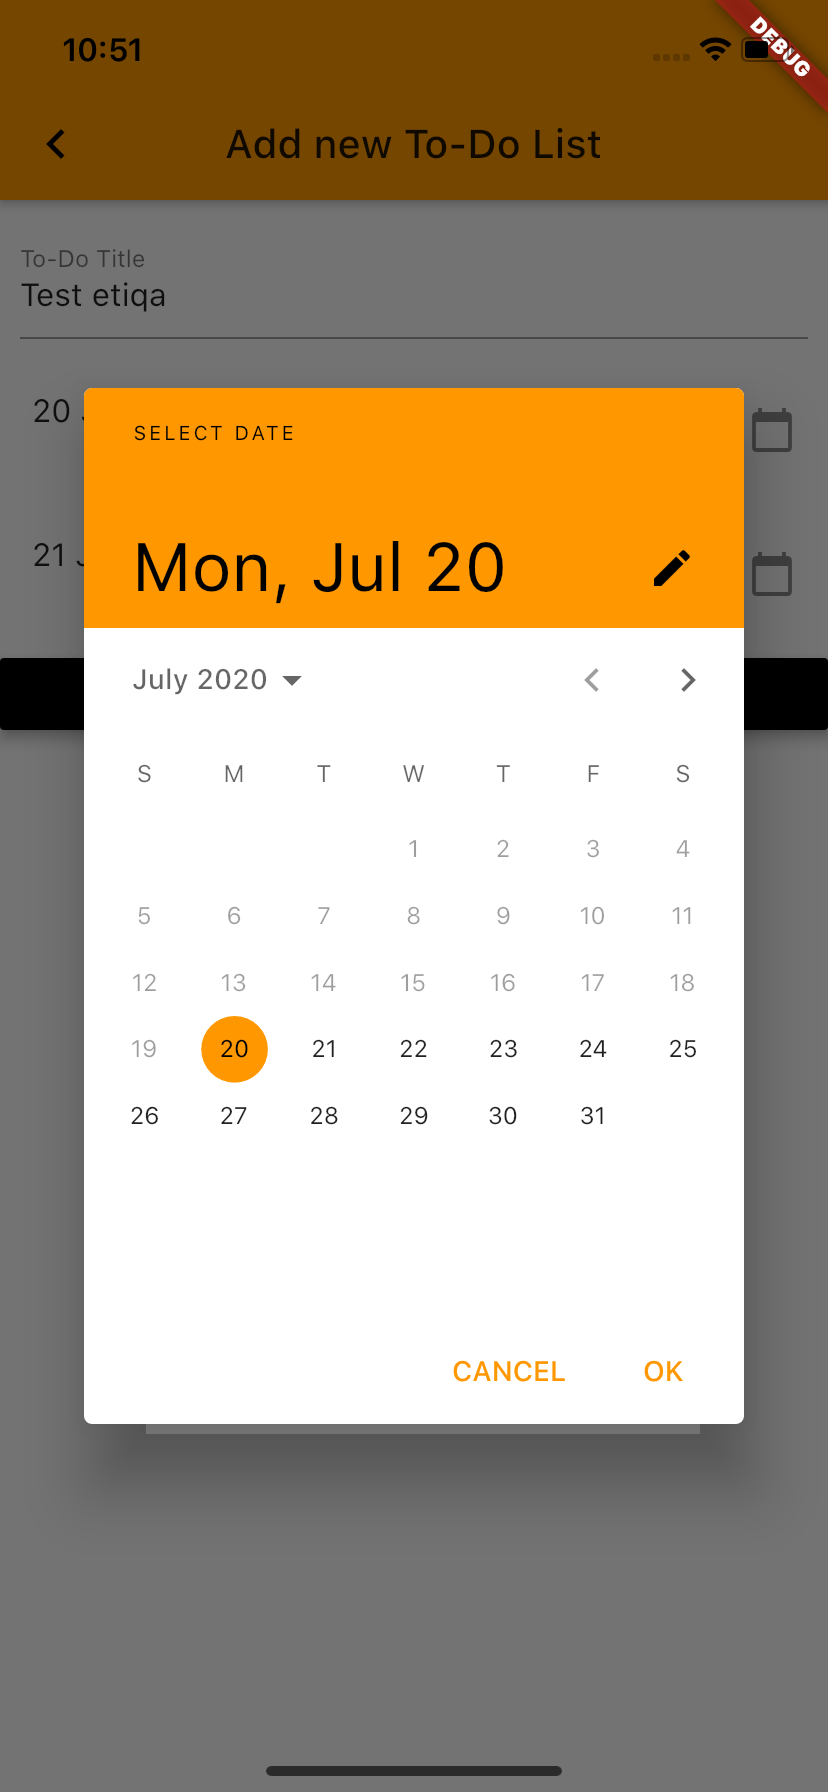 10:51
DEBUG
Add new To-Do List
To-Do Title
Test etiqa
20 J
21 J
SELECT DATE
Mon, Jul 20
July 2020
S M T W T F S
1 2 3 4
5 6 7 8 9 10 11
12 13 14 15 16 17 18
19 20 21 22 23 24 25
26 27 28 29 30 31
CANCEL OK